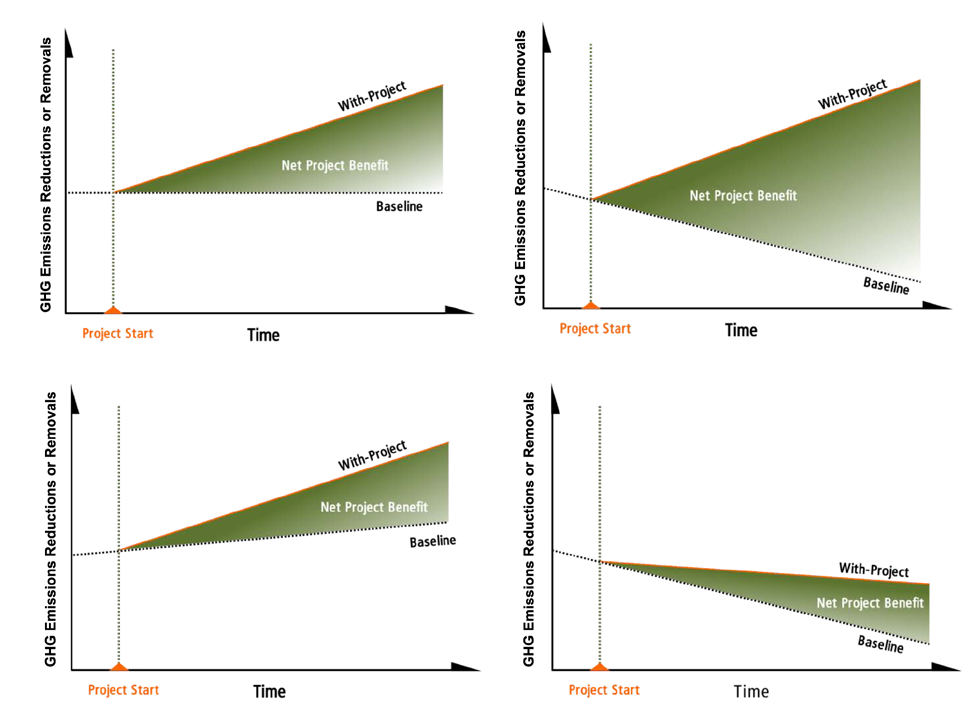 GHG Emissions Reductions or Removals
With-Project
Net Project Benefit
Baseline
Project Start
Time
GHG Emissions Reductions or Removals
With-Project
Net Project Benefit
Baseline
Project Start
Time
GHG Emissions Reductions or Removals
With-Project
Net Project Benefit
Baseline
Project Start
Time
GHG Emissions Reductions or Removals
With-Project
Net Project Benefit
Baseline
Project Start
Time